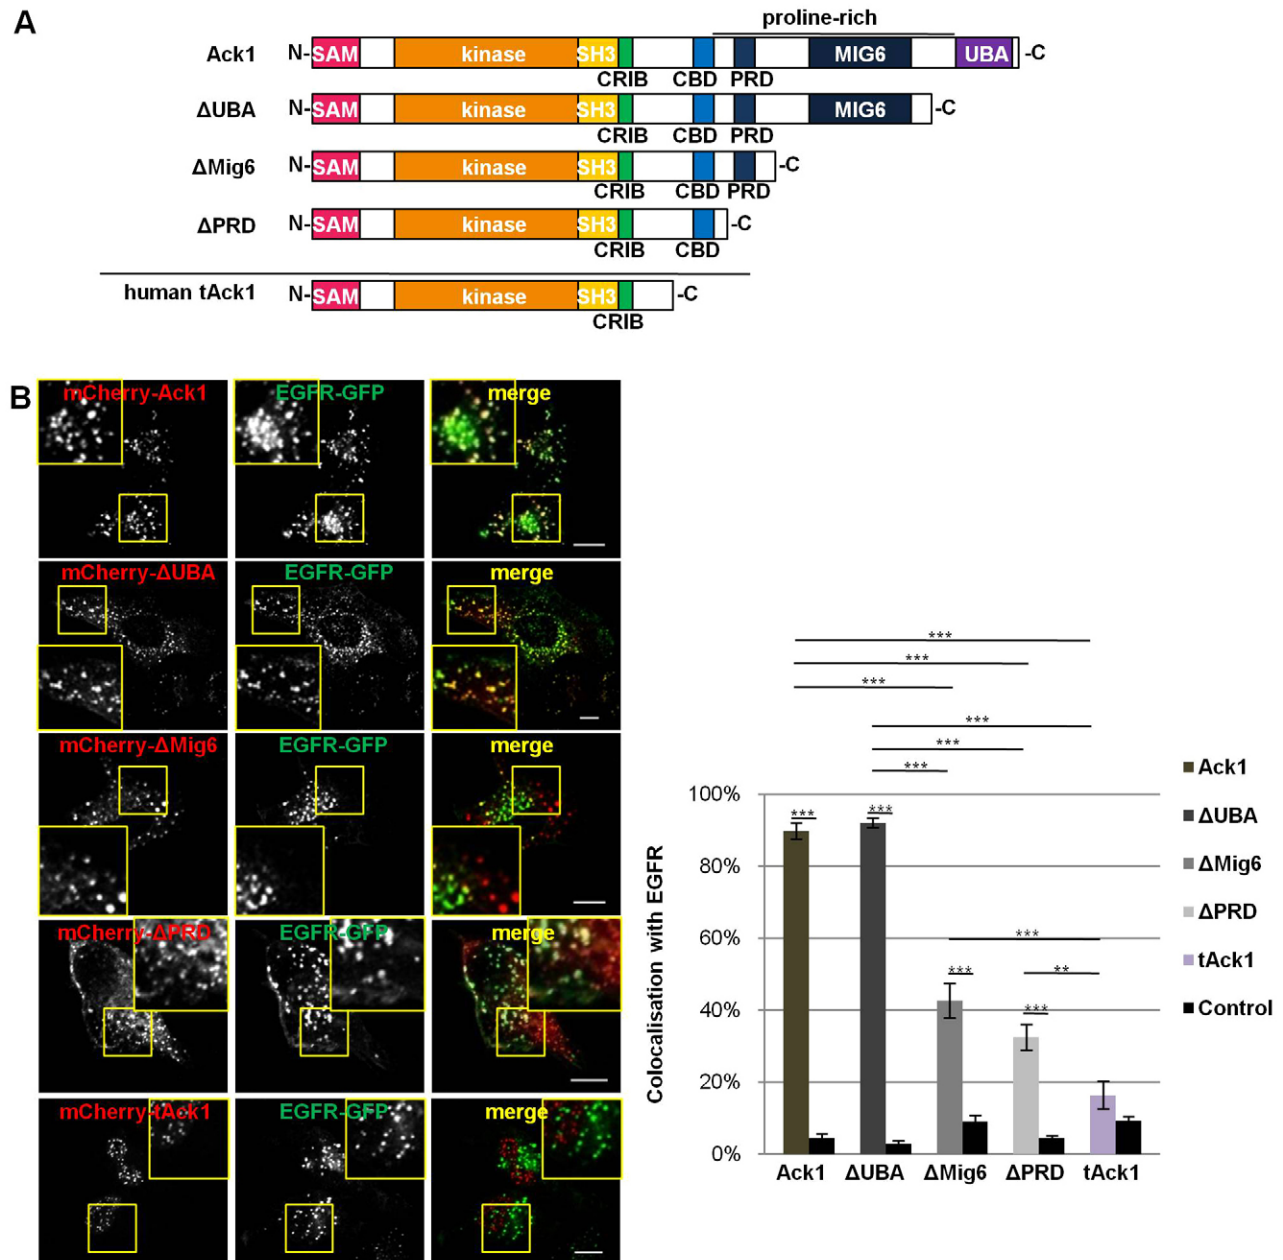 A
proline-rich
Ack1 N- SAM kinase SH3 MIG6 UBA -C
CRIB CBD PRD
ΔUBA N- SAM kinase SH3 MIG6 -C
CRIB CBD PRD
ΔMig6 N- SAM kinase SH3 -C
CRIB CBD PRD
ΔPRD N- SAM kinase SH3 -C
CRIB CBD
human tAck1 N- SAM kinase SH3 -C
CRIB
B
mCherry-Ack1 EGFR-GFP merge
mCherry-ΔUBA EGFR-GFP merge
mCherry-ΔMig6 EGFR-GFP merge
mCherry-ΔPRD EGFR-GFP merge
mCherry-tAck1 EGFR-GFP merge
***
***
***
***
***
***
Colocalisation with EGFR
100%
80%
60%
40%
20%
0%
*** ***
***
*** **
***
Ack1 ΔUBA ΔMig6 ΔPRD tAck1
Ack1
ΔUBA
ΔMig6
ΔPRD
tAck1
Control